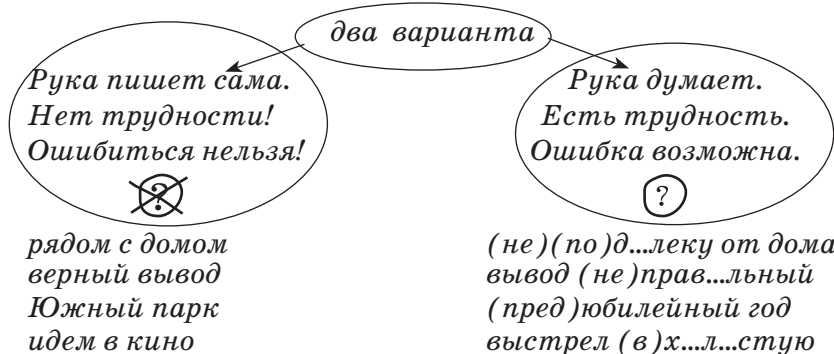 два варианта
Рука пишет сама.
Нет трудности!
Ошибиться нельзя!
?
рядом с домом
верный вывод
Южный парк
идем в кино
Рука думает.
Есть трудность.
Ошибка возможна.
?
(не)(по)д...леку от дома
вывод (не)прав...льный
(пред)юбилейный год
выстрел (в)х...л...стую